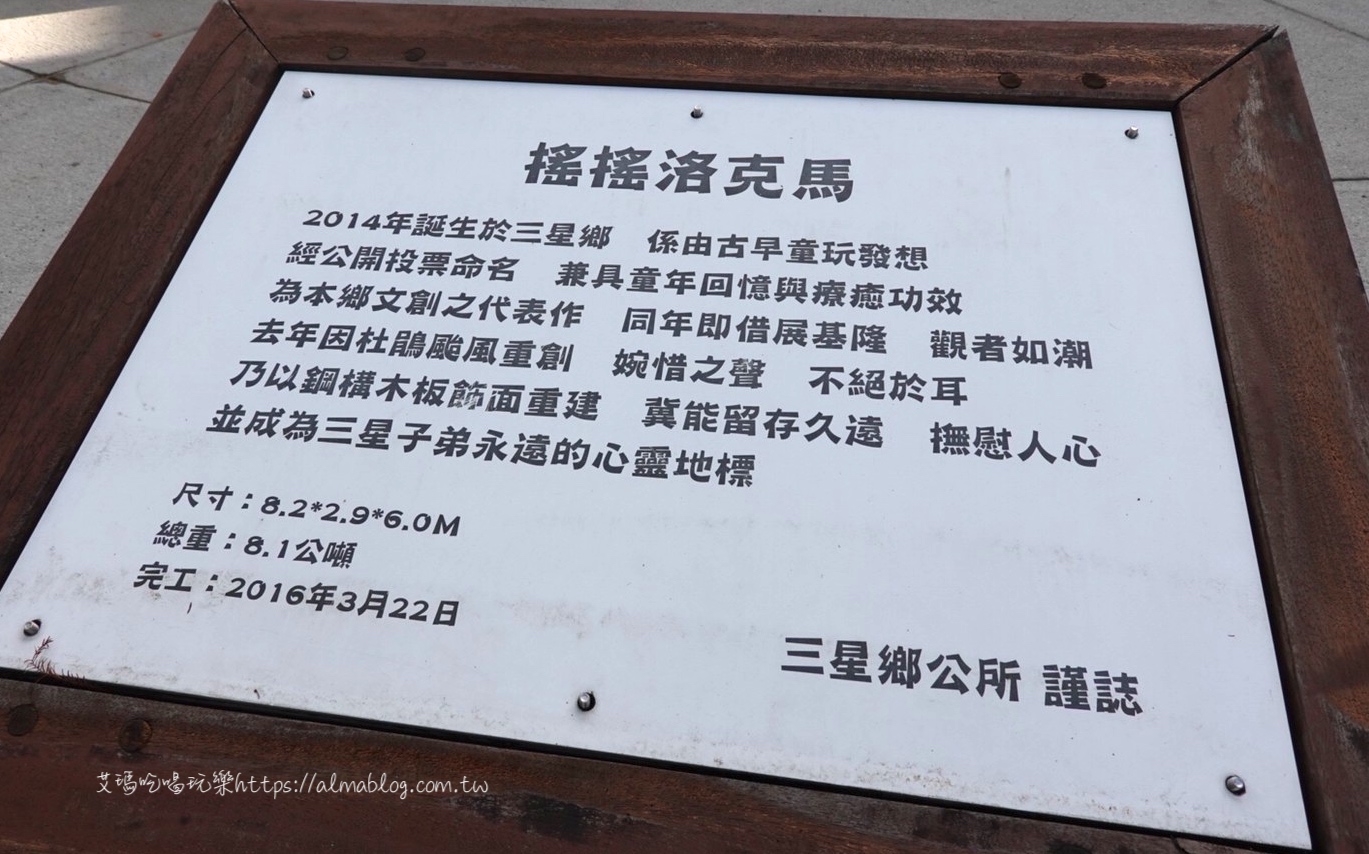 搖搖洛克馬
2014年誕生於三星鄉　係由古早童玩發想
經公開投票命名　兼具童年回憶與療癒功效
為本鄉文創之代表作　同年即借展基隆　觀者如潮
去年因杜鵑颱風重創　婉惜之聲　不絕於耳
乃以鋼構木板飾面重建　冀能留存久遠　撫慰人心
並成為三星子弟永遠的心靈地標
尺寸：8.2*2.9*6.0M
總重：8.1公噸
完工：2016年3月22日
三星鄉公所 謹誌
艾瑪吃喝玩樂https://almablog.com.tw